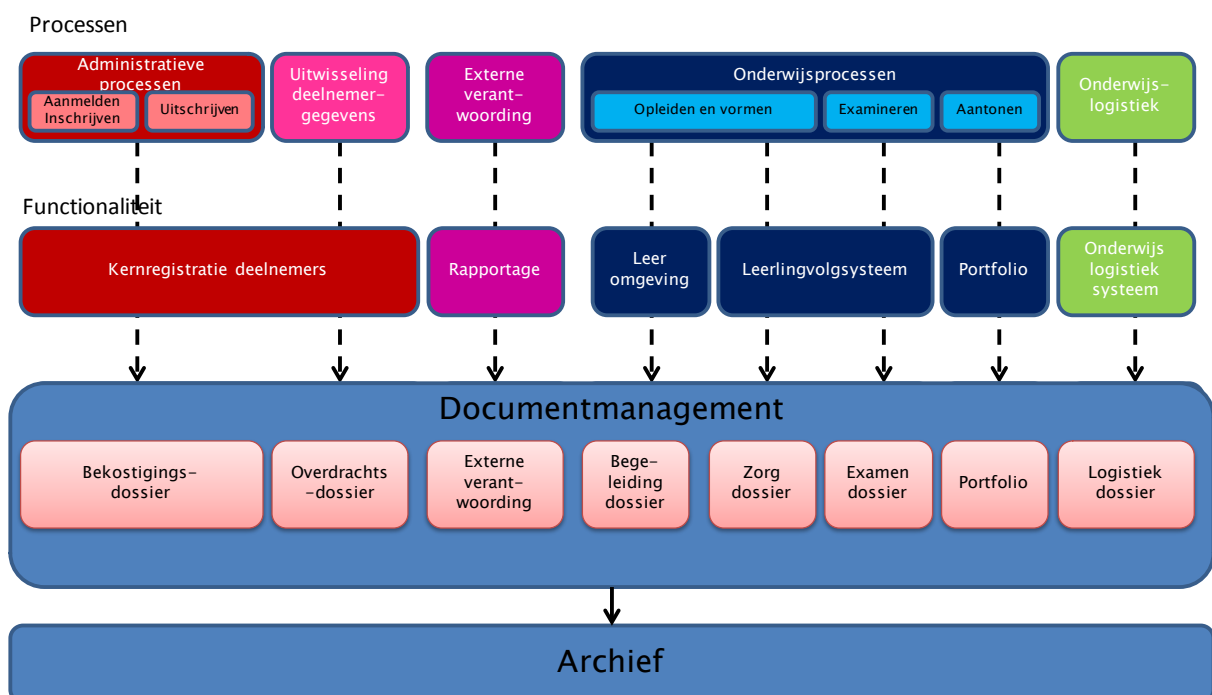 Processen
Administratieve
processen
Aanmelden
Inschrijven
Uitschrijven
Uitwisseling
deelnemer-
gegevens
Externe
verant-
woording
Onderwijsprocessen
Opleiden en vormen
Examineren
Aantonen
Onderwijs-
logistiek
Functionaliteit
Kernregistratie deelnemers
Rapportage
Leer
omgeving
Leerlingvolgsysteem
Portfolio
Onderwijs
logistiek
systeem
Documentmanagement
Bekostigings-
dossier
Overdrachts
-dossier
Externe
verant-
woording
Bege-
leiding
dossier
Zorg
dossier
Examen
dossier
Portfolio
Logistiek
dossier
Archief